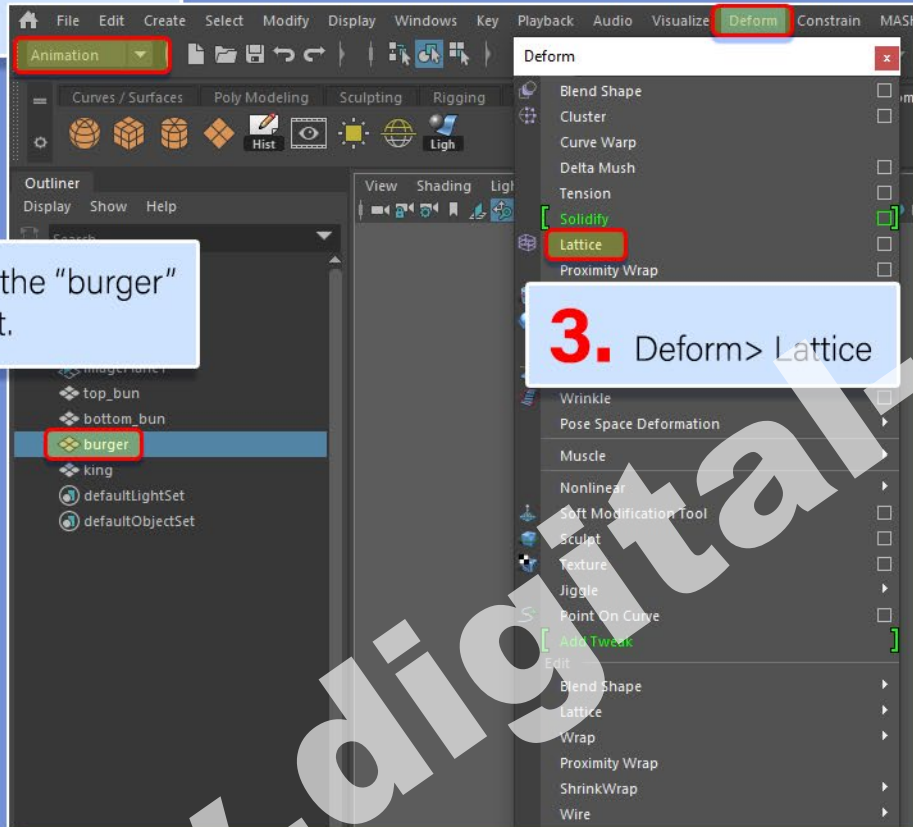 File Edit Create Select Modify Display Windows Key Playback Audio Visualize Deform Constrain MASH
Animation
Deform
x
Curves / Surfaces Poly Modeling Sculpting Rigging
Hist
Ligh
Blend Shape
Cluster
Curve Warp
Delta Mush
Tension
Solidify
Lattice
Proximity Wrap
Outliner
Display Show Help
Search
View Shading
the "burger"
t.
3. Deform> Lattice
imagePlane1
top_bun
bottom_bun
burger
king
defaultLightSet
defaultObjectSet
Wrinkle
Pose Space Deformation
Muscle
Nonlinear
Soft Modification Tool
Sculpt
Texture
Jiggle
Point On Curve
Add Tweak
Edit
Blend Shape
Lattice
Wrap
Proximity Wrap
ShrinkWrap
Wire
.digital-